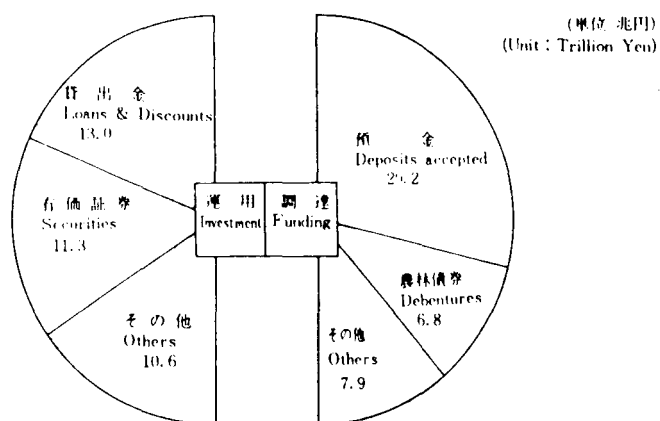 (単位 兆円)
(Unit : Trillion Yen)
貸出金
Loans & Discounts
13.0
有価証券
Securities
11.3
その他
Others
10.6
運用
Investment
調達
Funding
預金
Deposits accepted
農林債券
Debentures
6.8
その他
Others
7.9